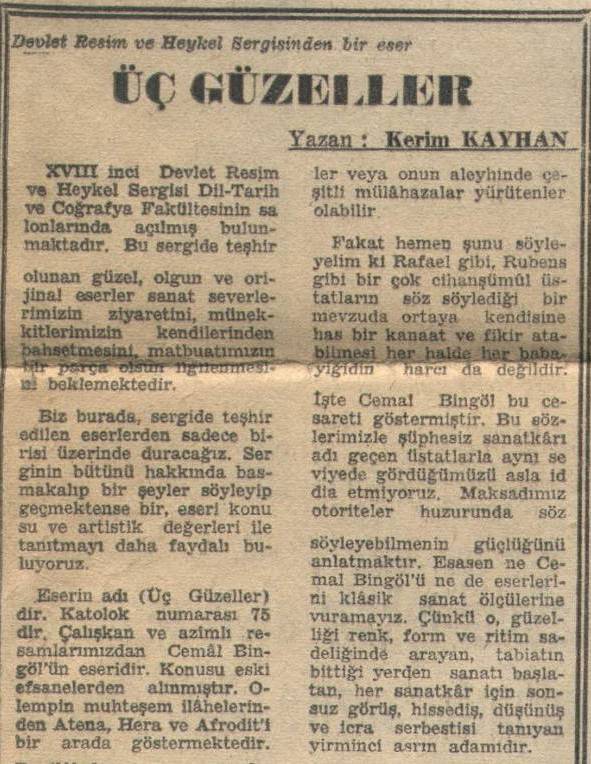 Devlet Resim ve Heykel Sergisinden bir eser
ÜÇ GÜZELLER
Yazan : Kerim KAYHAN
XVIII inci Devlet Resim
ve Heykel Sergisi Dil-Tarih
ve Coğrafya Fakültesinin sa
lonlarında açılmış bulun-
maktadır. Bu sergide teşhir
olunan güzel, olgun ve ori-
jinal eserler sanat severle-
rimizin ziyaretini, münek-
kitlerimizin kendilerinden
bahsetmesini, matbuatımızın
bir parça olsun ilgilenmesi-
ni beklemektedir.
Biz burada, sergide teşhir
edilen eserlerden sadece bi-
risi üzerinde duracağız. Ser
ginin bütünü hakkında bas-
makalıp bir şeyler söyleyip
geçmektense bir, eseri konu
su ve artistik değerleri ile
tanıtmayı daha faydalı bu-
luyoruz.
Eserin adı (Üç Güzeller)
dir. Katolok numarası 75
dir. Çalışkan ve azimli re-
samlarımızdan Cemâl Bin-
göl'ün eseridir. Konusu eski
efsanelerden alınmıştır. O-
lempin muhteşem ilâhelerin-
den Atena, Hera ve Afrodit'i
bir arada göstermektedir.
ler veya onun aleyhinde çe-
şitli mülâhazalar yürütenler
olabilir.
Fakat hemen şunu söyle-
yelim ki Rafael gibi, Rubens
gibi bir çok cihanşümûl üs-
tatların söz söylediği bir
mevzuda ortaya kendisine
has bir kanaat ve fikir ata-
bilmesi her halde her baba-
yiğidin harcı da değildir.
İşte Cemal Bingöl bu ce-
sareti göstermiştir. Bu söz-
lerimizle şüphesiz sanatkârı
adı geçen üstatlarla aynı se
viyede gördüğümüzü asla id
dia etmiyoruz. Maksadımız
otoriteler huzurunda söz
söyleyebilmenin güçlüğünü
anlatmaktır. Esasen ne Ce-
mal Bingöl'ü ne de eserleri-
ni klâsik sanat ölçülerine
vuramayız. Çünkü o, güzel-
liği renk, form ve ritim sa-
deliğinde arayan, tabiatın
bittiği yerden sanatı başla-
tan, her sanatkâr için son-
suz görüş, hissediş, düşünüş
ve icra serbestisi tanıyan
yirminci asrın adamıdır.